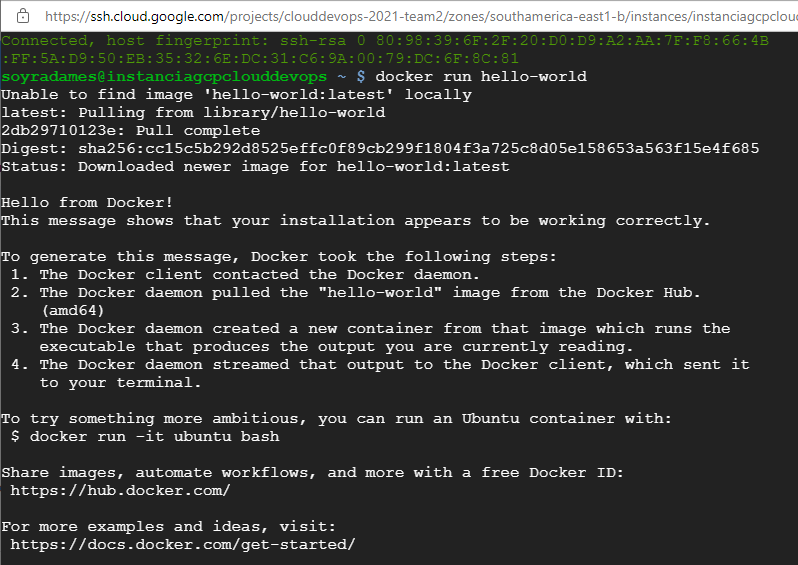 https://ssh.cloud.google.com/projects/clouddevops-2021-team2/zones/southamerica-east1-b/instances/instanciagcpcloud
Connected, host fingerprint: ssh-rsa 0 80:98:39:6F:2F:20:D0:D9:A2:AA:7F:F8:66:4B
:FF:5A:D9:50:EB:35:32:6E:DC:31:C6:9A:00:79:DC:6F:8C:81
soyradames@instanciagcpclouddevops ~ $ docker run hello-world
Unable to find image 'hello-world:latest' locally
latest: Pulling from library/hello-world
2db29710123e: Pull complete
Digest: sha256:cc15c5b292d8525effc0f89cb299f1804f3a725c8d05e158653a563f15e4f685
Status: Downloaded newer image for hello-world:latest

Hello from Docker!
This message shows that your installation appears to be working correctly.

To generate this message, Docker took the following steps:
 1. The Docker client contacted the Docker daemon.
 2. The Docker daemon pulled the "hello-world" image from the Docker Hub.
    (amd64)
 3. The Docker daemon created a new container from that image which runs the
    executable that produces the output you are currently reading.
 4. The Docker daemon streamed that output to the Docker client, which sent it
    to your terminal.

To try something more ambitious, you can run an Ubuntu container with:
 $ docker run -it ubuntu bash

Share images, automate workflows, and more with a free Docker ID:
 https://hub.docker.com/

For more examples and ideas, visit:
 https://docs.docker.com/get-started/